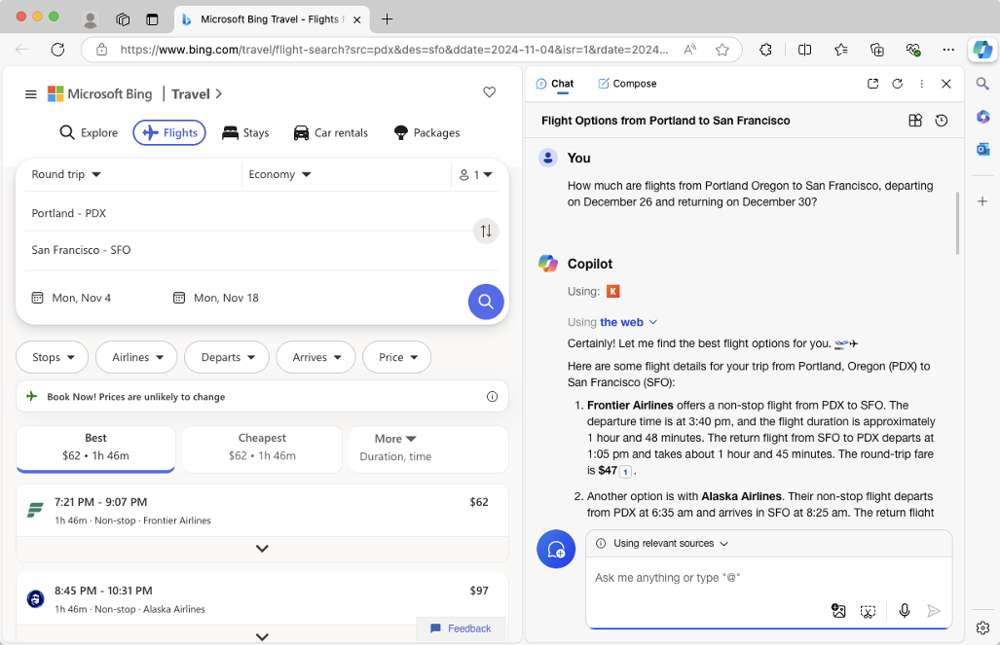 Microsoft Bing Travel - Flights f
https://www.bing.com/travel/flight-search?src=pdx&des=sfo&ddate=2024-11-04&isr=1&rdate=2024...
Microsoft Bing | Travel
Explore
Flights
Stays
Car rentals
Packages
Round trip
Economy
1
Portland - PDX
San Francisco - SFO
Mon, Nov 4
Mon, Nov 18
Stops
Airlines
Departs
Arrives
Price
Book Now! Prices are unlikely to change
Best
$62 • 1h 46m
Cheapest
$62 • 1h 46m
More
Duration, time
7:21 PM - 9:07 PM
$62
1h 46m · Non-stop · Frontier Airlines
8:45 PM - 10:31 PM
$97
1h 46m · Non-stop · Alaska Airlines
Feedback
Chat
Compose
Flight Options from Portland to San Francisco
You
How much are flights from Portland Oregon to San Francisco, departing
on December 26 and returning on December 30?
Copilot
Using: K
Using the web
Certainly! Let me find the best flight options for you. 🛫✈
Here are some flight details for your trip from Portland, Oregon (PDX) to
San Francisco (SFO):
1. Frontier Airlines offers a non-stop flight from PDX to SFO. The
departure time is at 3:40 pm, and the flight duration is approximately
1 hour and 48 minutes. The return flight from SFO to PDX departs at
1:05 pm and takes about 1 hour and 45 minutes. The round-trip fare
is $47 1 .
2. Another option is with Alaska Airlines. Their non-stop flight departs
from PDX at 6:35 am and arrives in SFO at 8:25 am. The return flight
Using relevant sources
Ask me anything or type "@"